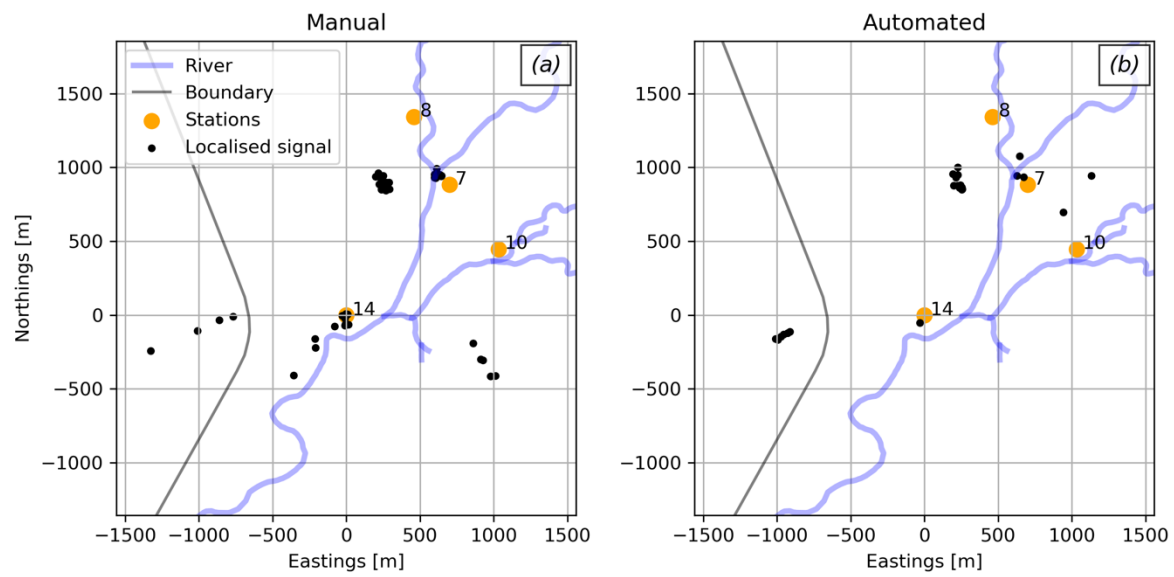 Manual
Automated
River
Boundary
Stations
Localised signal
(a)
(b)
8
7
10
14
8
7
10
14
1500
1000
500
0
−500
−1000
1500
1000
500
0
−500
−1000
Northings [m]
−1500 −1000 −500 0 500 1000 1500
−1500 −1000 −500 0 500 1000 1500
Eastings [m]
Eastings [m]